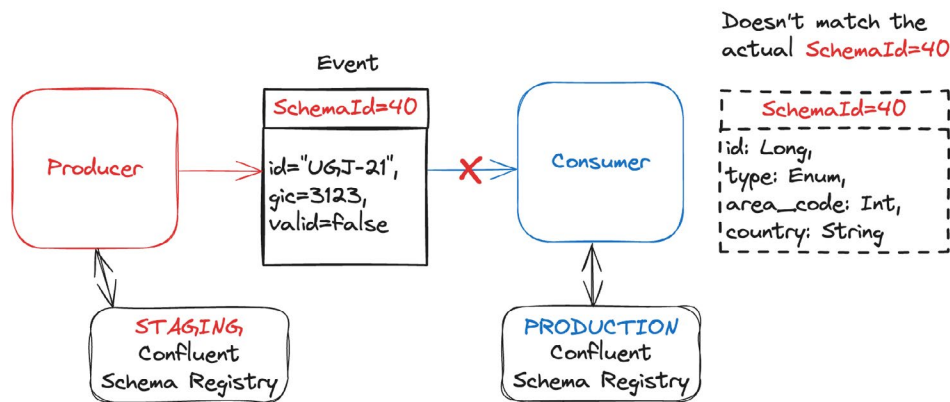 Doesn't match the
actual SchemaId=40
Event
SchemaId=40
SchemaId=40
Producer
id="UGJ-21",
gic=3123,
valid=false
Consumer
id: Long,
type: Enum,
area_code: Int,
country: String
STAGING
Confluent
Schema Registry
PRODUCTION
Confluent
Schema Registry